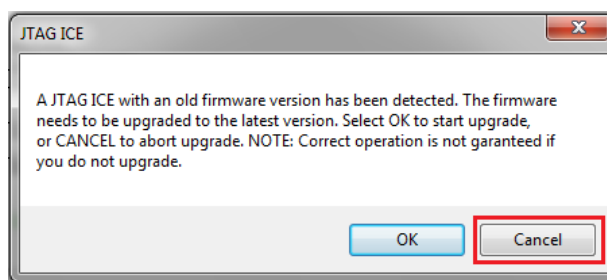 JTAG ICE
A JTAG ICE with an old firmware version has been detected. The firmware
needs to be upgraded to the latest version. Select OK to start upgrade,
or CANCEL to abort upgrade. NOTE: Correct operation is not garanteed if
you do not upgrade.
OK Cancel